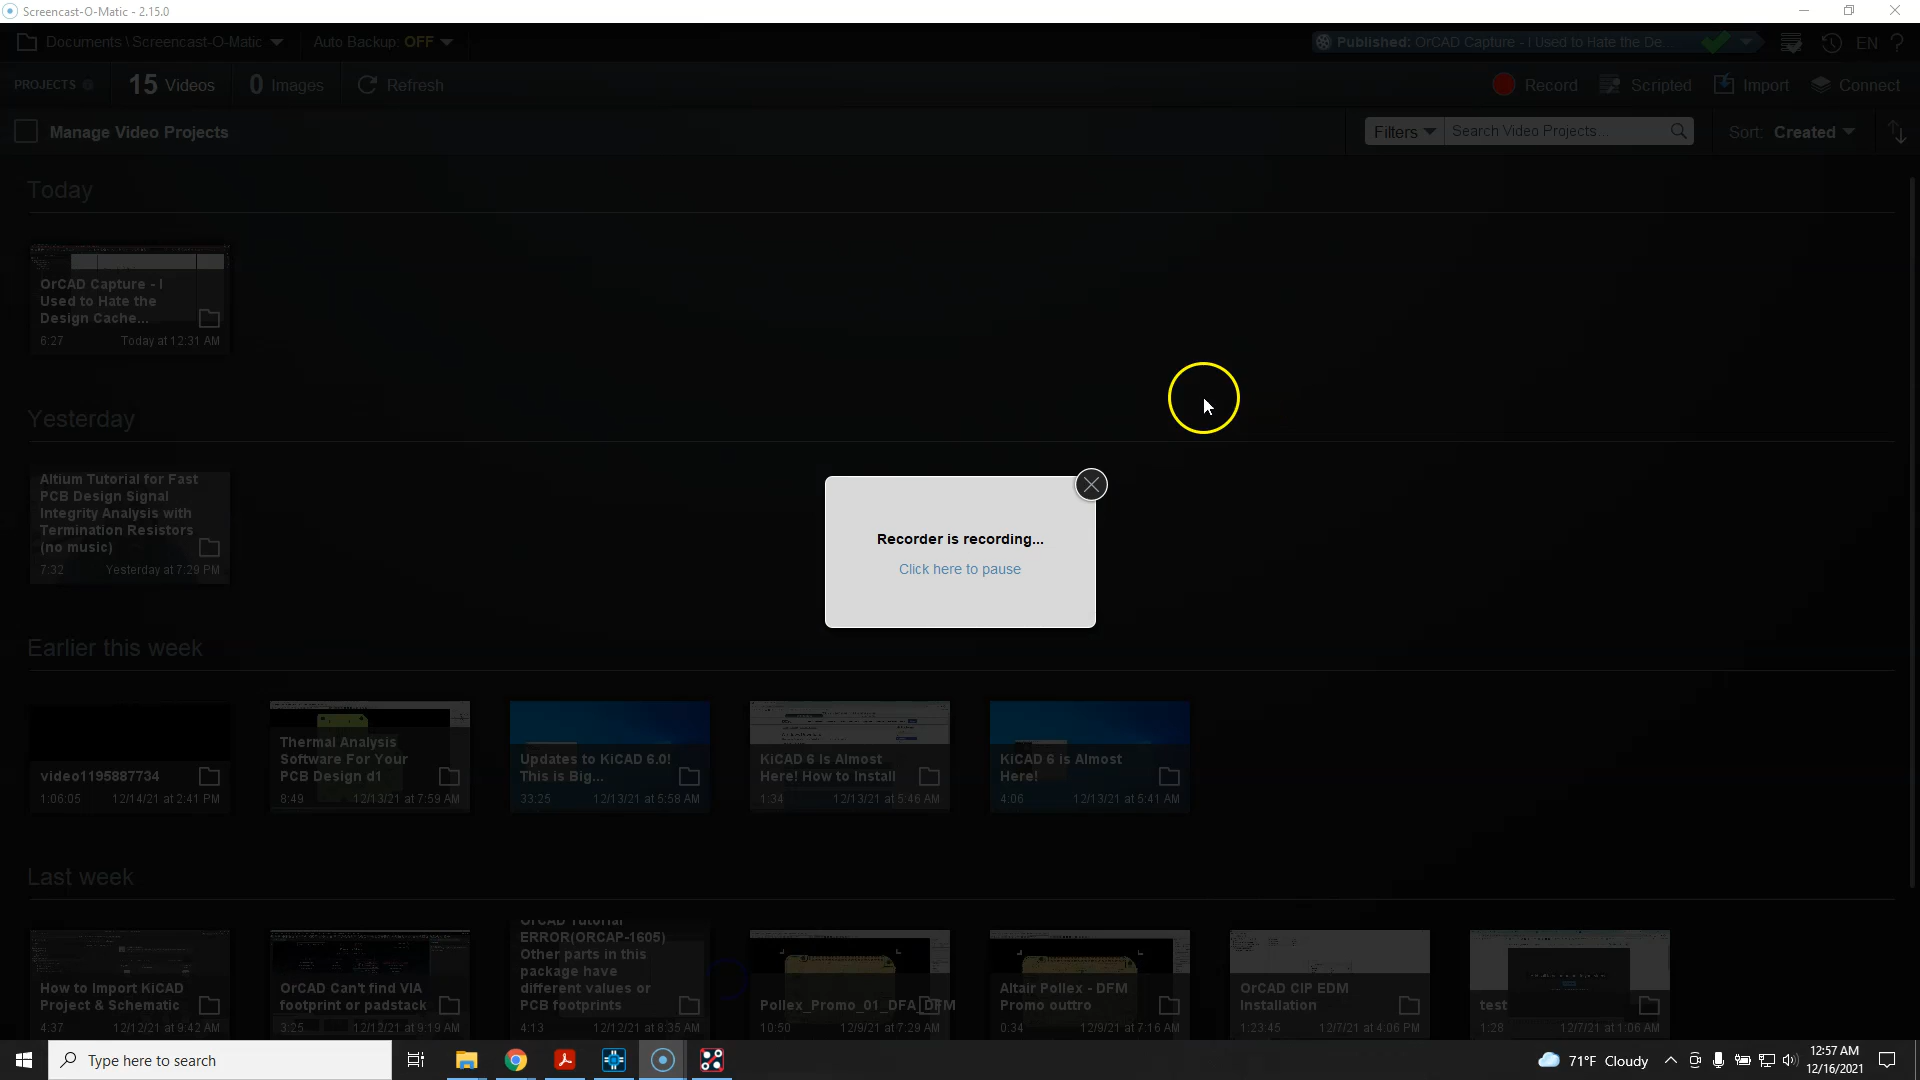 Screencast-O-Matic - 2.15.0
Documents \ Screencast-O-Matic
Auto Backup: OFF
Published: OrCAD Capture - I Used to Hate the De...
EN ?
PROJECTS
15 Videos
0 Images
Refresh
Record
Scripted
Import
Connect
Manage Video Projects
Filters
Search Video Projects...
Sort: Created
Today
OrCAD Capture - I
Used to Hate the
Design Cache...
6:27 Today at 12:31 AM
Yesterday
Altium Tutorial for Fast
PCB Design Signal
Integrity Analysis with
Termination Resistors
(no music)
7:32 Yesterday at 7:29 PM
Recorder is recording...
Click here to pause
Earlier this week
video1195887734
1:06:05 12/14/21 at 2:41 PM
Thermal Analysis
Software For Your
PCB Design d1
8:49 12/13/21 at 7:59 AM
Updates to KiCAD 6.0!
This is Big...
33:25 12/13/21 at 5:58 AM
KiCAD 6 Is Almost
Here! How to Install
1:34 12/13/21 at 5:46 AM
KiCAD 6 is Almost
Here!
4:06 12/13/21 at 5:41 AM
Last week
How to Import KiCAD
Project & Schematic
4:37 12/12/21 at 9:42 AM
OrCAD Can't find VIA
footprint or padstack
3:25 12/12/21 at 9:19 AM
OrCAD Tutorial
ERROR(ORCAP-1605)
Other parts in this
package have
different values or
PCB footprints
4:13 12/12/21 at 8:35 AM
Pollex_Promo_01_DFA_DFM
10:50 12/9/21 at 7:29 AM
Altair Pollex - DFM
Promo outtro
0:34 12/9/21 at 7:16 AM
OrCAD CIP EDM
Installation
1:23:45 12/7/21 at 4:06 PM
test
1:28 12/7/21 at 1:06 AM
Type here to search
71°F Cloudy
12:57 AM
12/16/2021